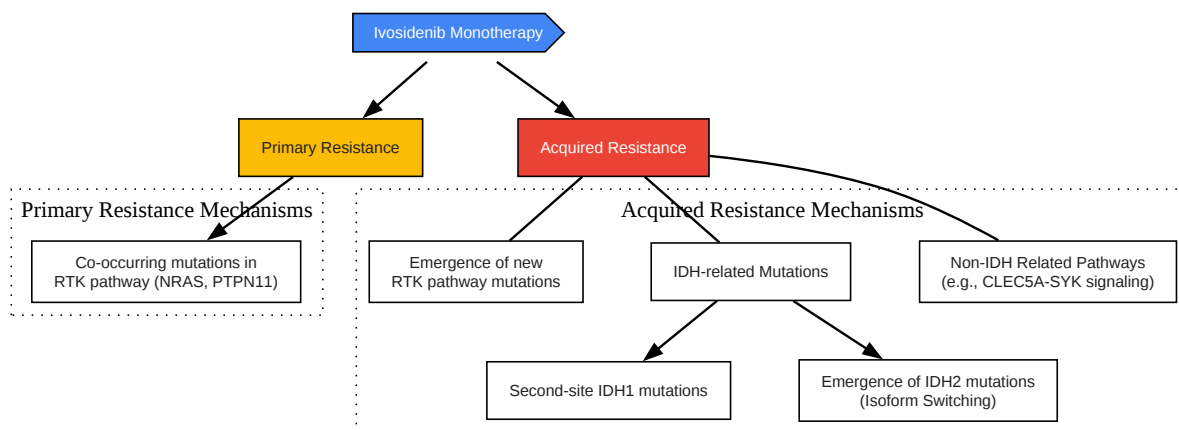 Ivosidenib Monotherapy
Primary Resistance
Acquired Resistance
Primary Resistance Mechanisms
Acquired Resistance Mechanisms
Co-occurring mutations in
RTK pathway (NRAS, PTPN11)
Emergence of new
RTK pathway mutations
IDH-related Mutations
Non-IDH Related Pathways
(e.g., CLEC5A-SYK signaling)
Second-site IDH1 mutations
Emergence of IDH2 mutations
(Isoform Switching)